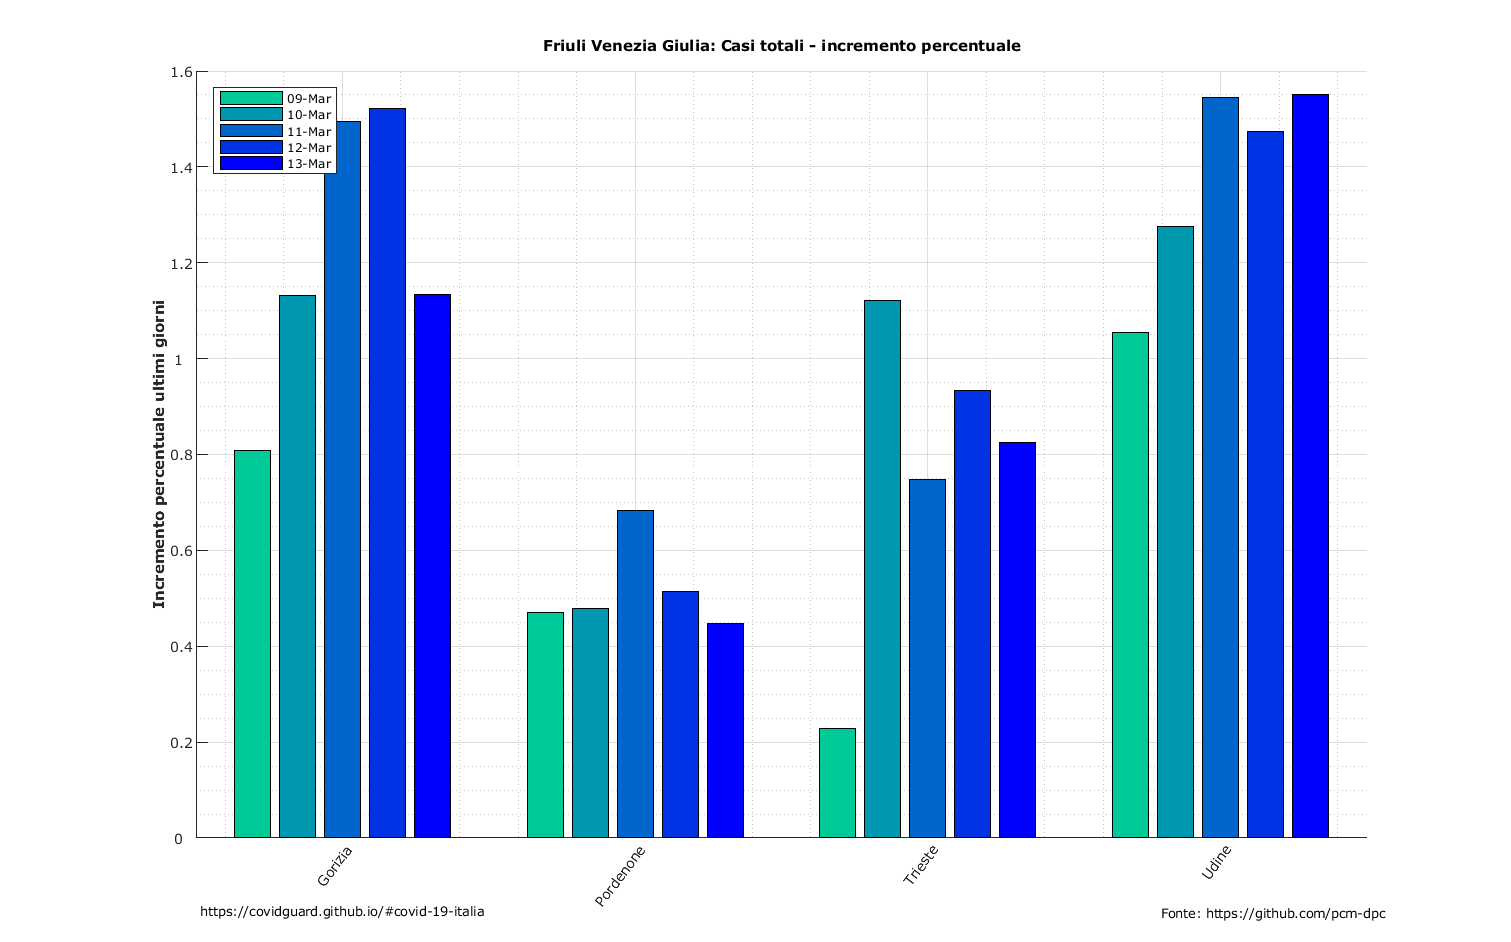 Friuli Venezia Giulia: Casi totali - incremento percentuale
Incremento percentuale ultimi giorni
1.6
1.4
1.2
1
0.8
0.6
0.4
0.2
0
09-Mar
10-Mar
11-Mar
12-Mar
13-Mar
Gorizia
Pordenone
Trieste
Udine
https://covidguard.github.io/#covid-19-italia
Fonte: https://github.com/pcm-dpc